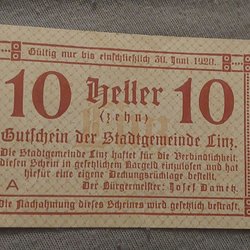 Gültig nur bis einschließlich 30. Juni 1920.
10 Heller 10
(zehn)
Gutschein der Stadtgemeinde Linz.
Die Stadtgemeinde Linz haftet für die Verbindlichkeit,
diesen Schein in gesetzlichem Bargeld einzulösen und hat
hiefür eine eigene Deckungsrücklage bestellt.
A Der Bürgermeister: Josef Dametz.
Die Nachahmung dieses Scheines wird gesetzlich bestraft.